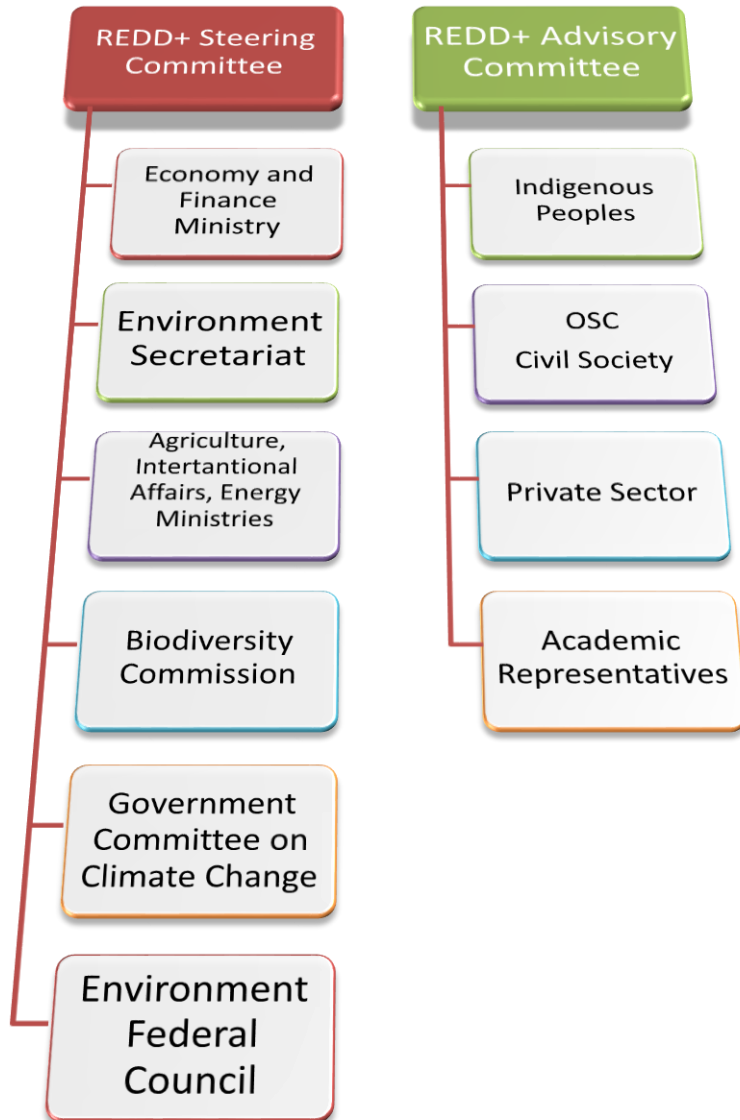 REDD+ Steering
Committee
Economy and
Finance
Ministry
Environment
Secretariat
Agriculture,
Intertantional
Affairs, Energy
Ministries
Biodiversity
Commission
Government
Committee on
Climate Change
Environment
Federal
Council
REDD+ Advisory
Committee
Indigenous
Peoples
OSC
Civil Society
Private Sector
Academic
Representatives